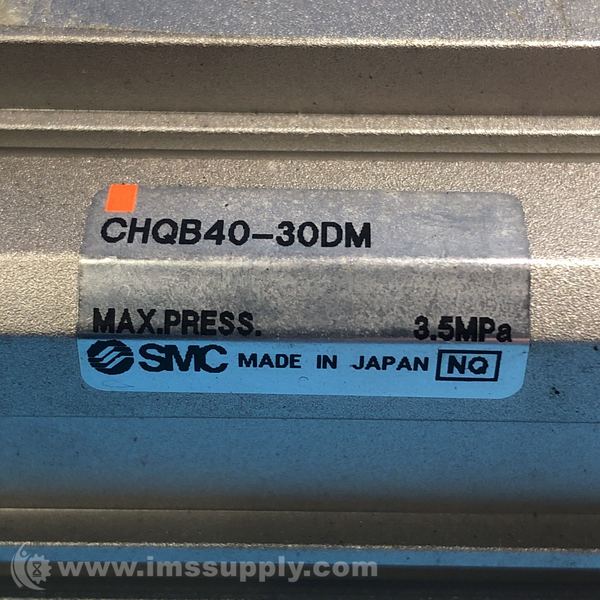 CHQB40-30DM
MAX.PRESS. 3.5MPa
SMC MADE IN JAPAN NQ
www.imssupply.com